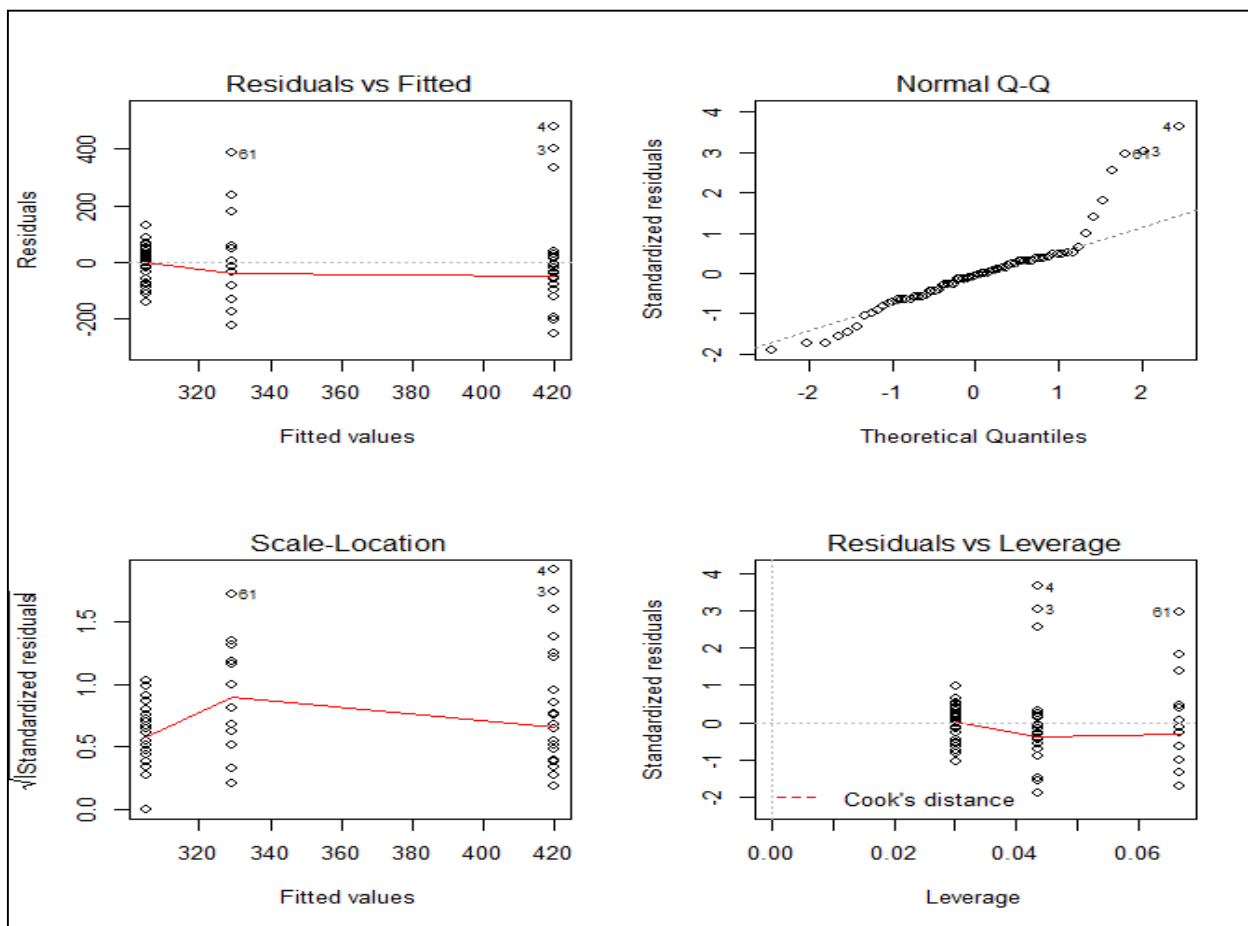 Residuals vs Fitted
Residuals
-200 0 200 400
4
3
61
320 340 360 380 400 420
Fitted values
Normal Q-Q
Standardized residuals
-2 -1 0 1 2 3 4
4
61
3
-2 -1 0 1 2
Theoretical Quantiles
Scale-Location
√|Standardized residuals|
0.0 0.5 1.0 1.5
4
3
61
320 340 360 380 400 420
Fitted values
Residuals vs Leverage
Standardized residuals
-2 -1 0 1 2 3 4
4
3
61
Cook's distance
0.00 0.02 0.04 0.06
Leverage